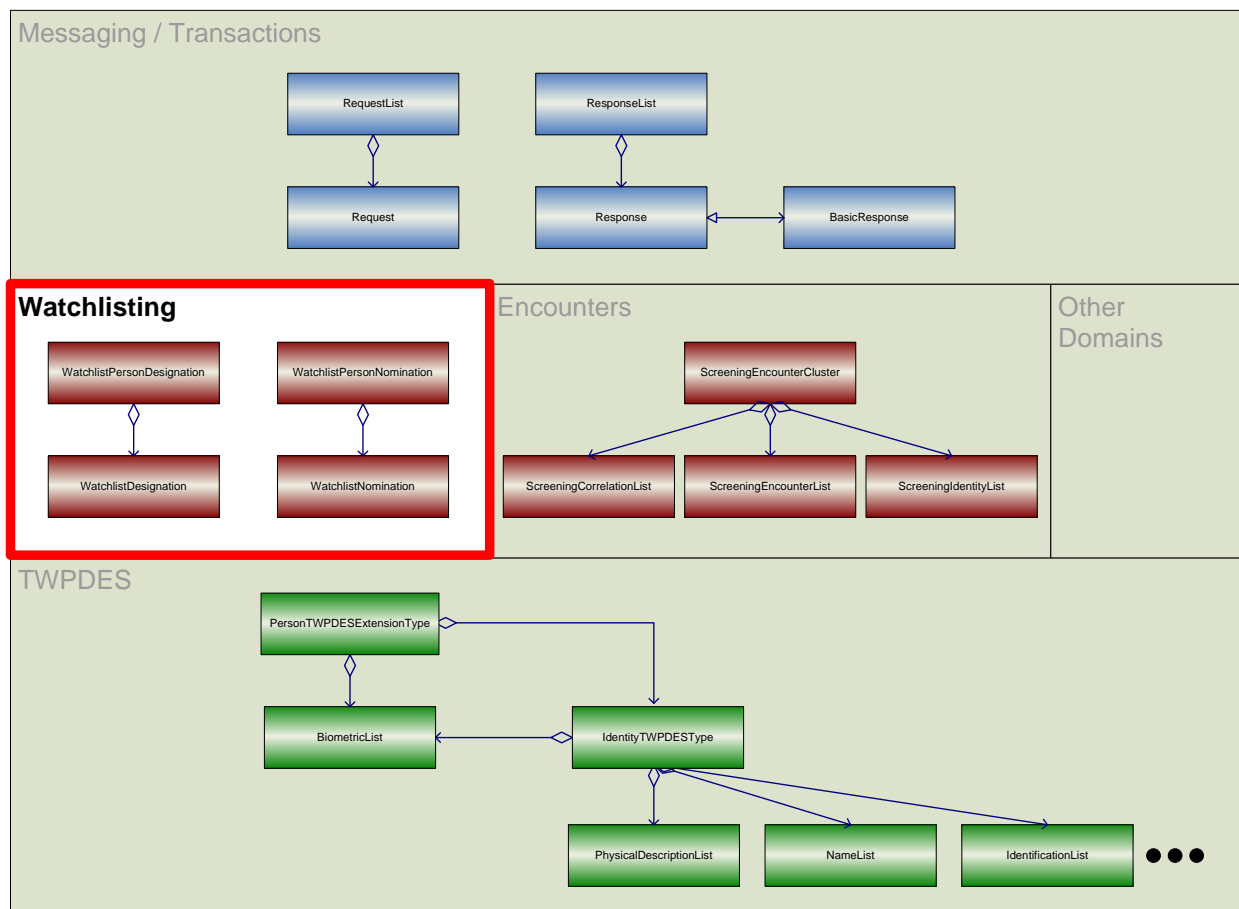 Messaging / Transactions
RequestList
ResponseList
Request
Response
BasicResponse
Watchlisting
Encounters
Other
Domains
WatchlistPersonDesignation
WatchlistPersonNomination
ScreeningEncounterCluster
WatchlistDesignation
WatchlistNomination
ScreeningCorrelationList
ScreeningEncounterList
ScreeningIdentityList
TWPDES
PersonTWPDESExtensionType
BiometricList
IdentityTWPDESType
PhysicalDescriptionList
NameList
IdentificationList